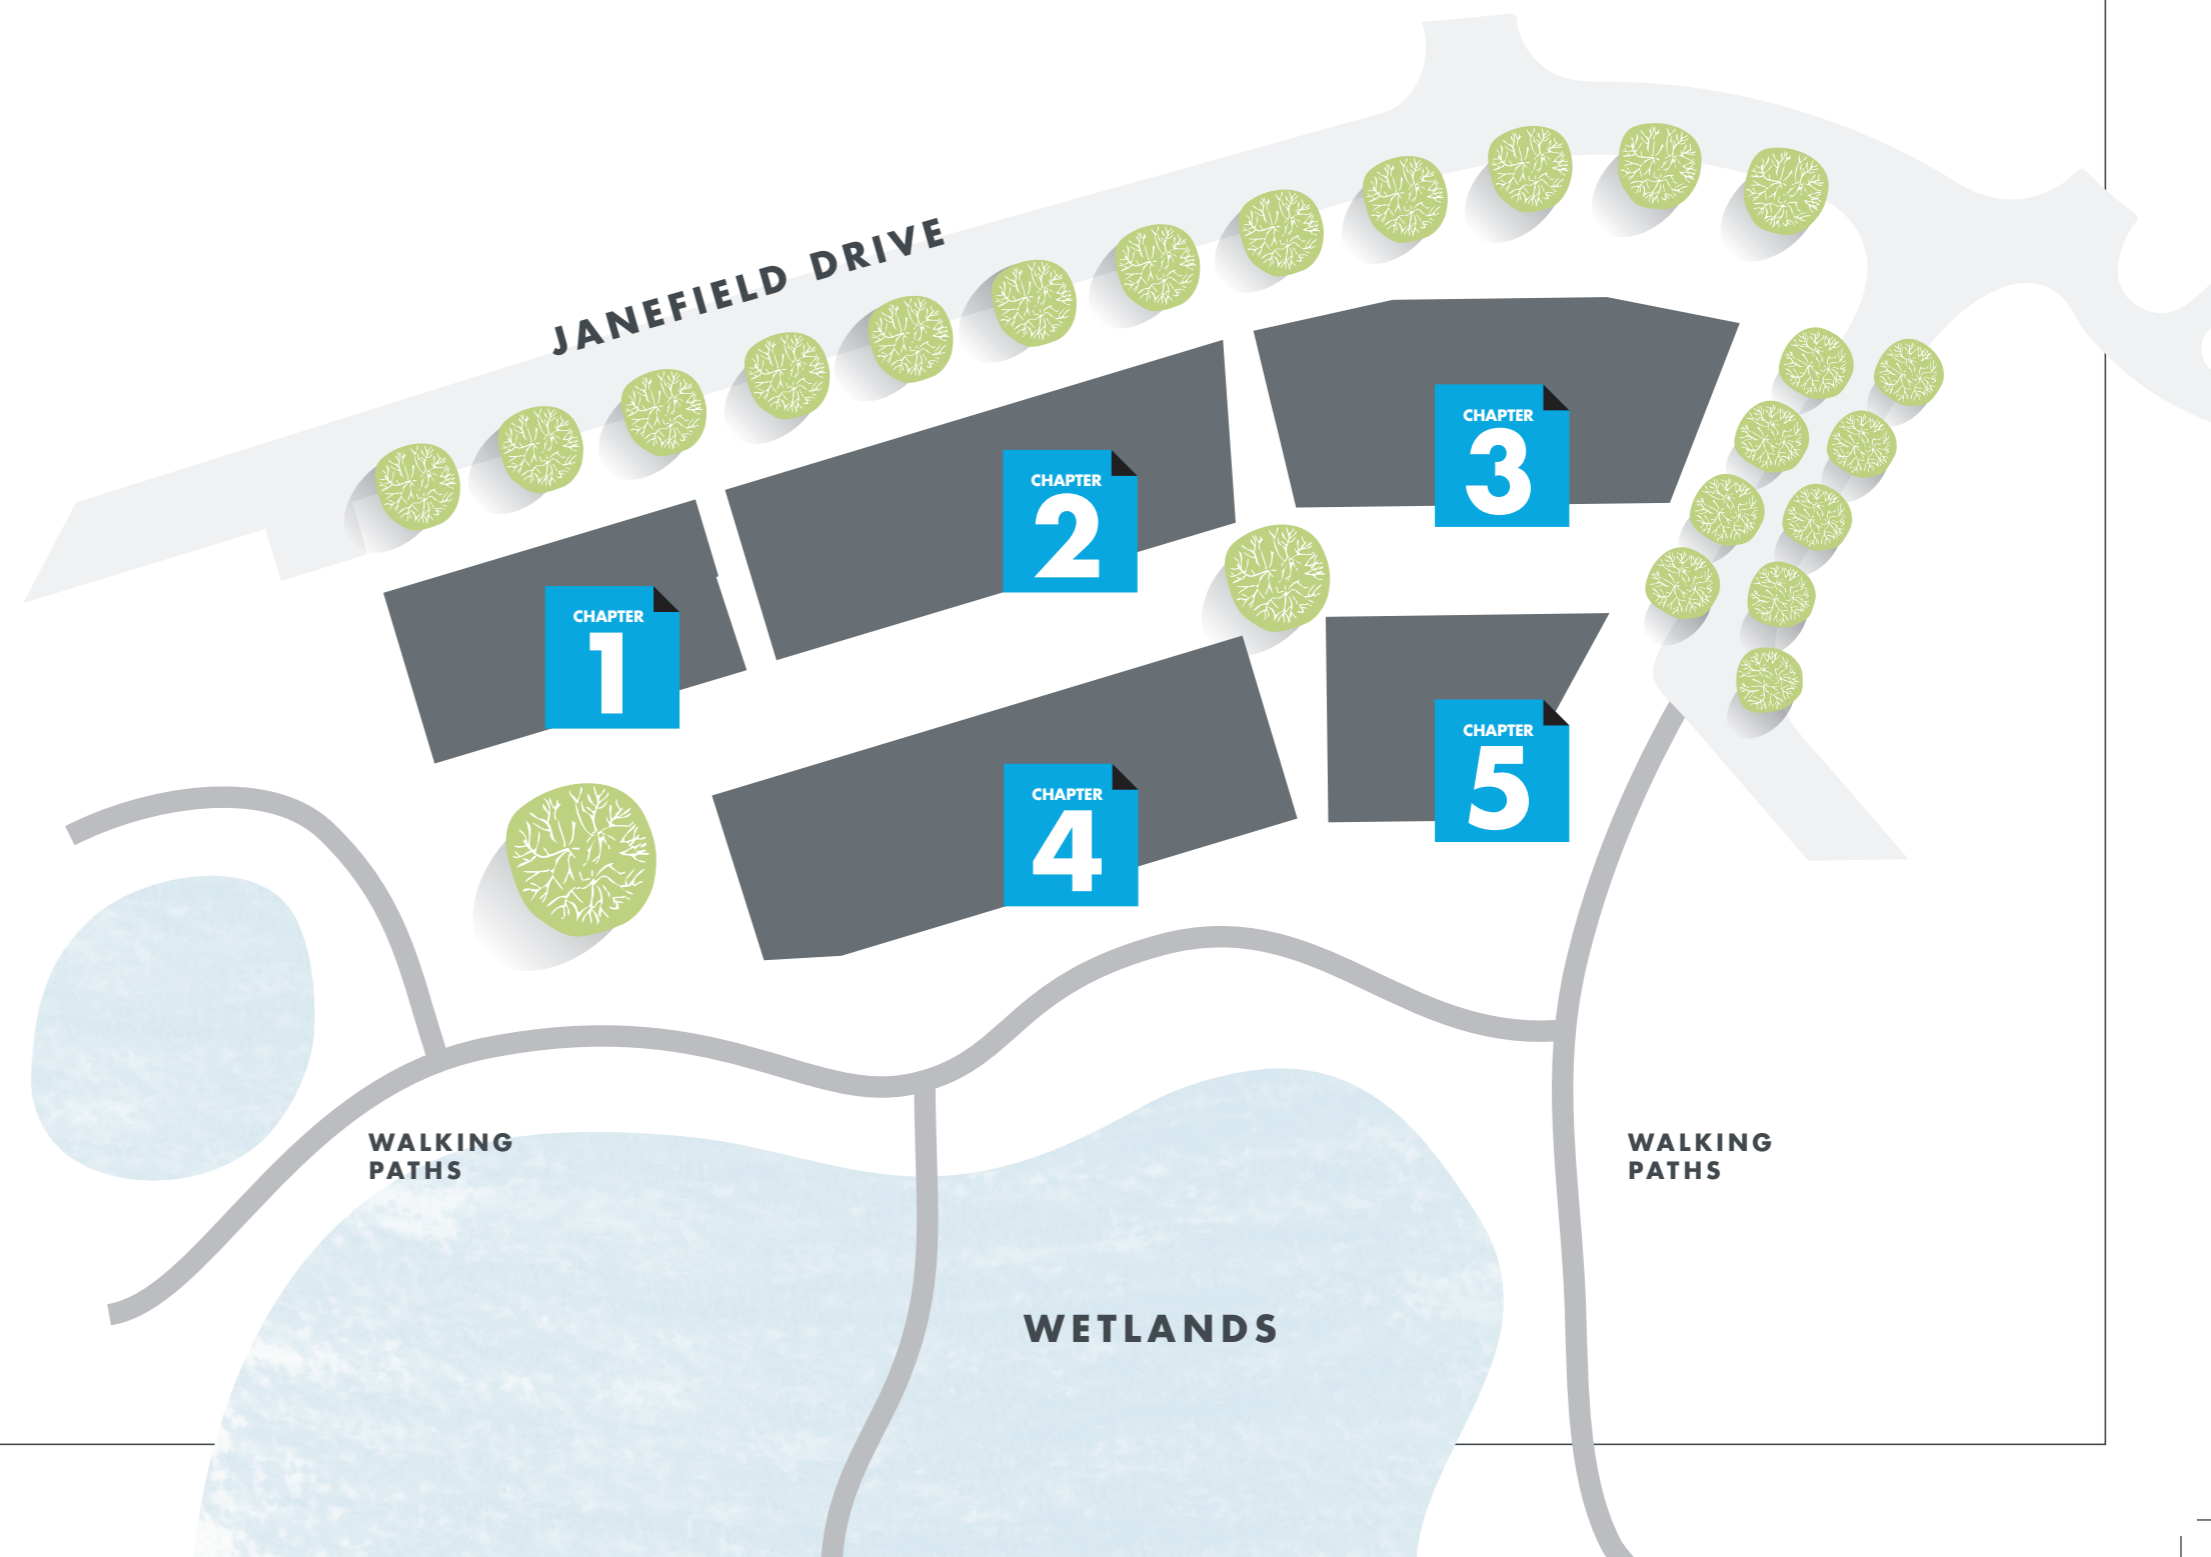 JANEFIELD DRIVE
CHAPTER
3
CHAPTER
2
CHAPTER
1
CHAPTER
5
CHAPTER
4
WALKING
PATHS
WALKING
PATHS
WETLANDS